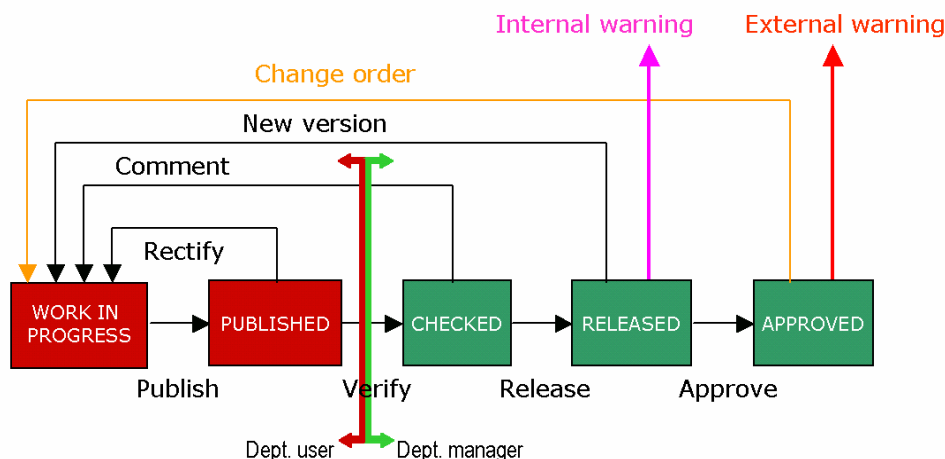 Internal warning
External warning
Change order
New version
Comment
Rectify
WORK IN
PROGRESS
PUBLISHED
CHECKED
RELEASED
APPROVED
Publish
Verify
Release
Approve
Dept. user
Dept. manager